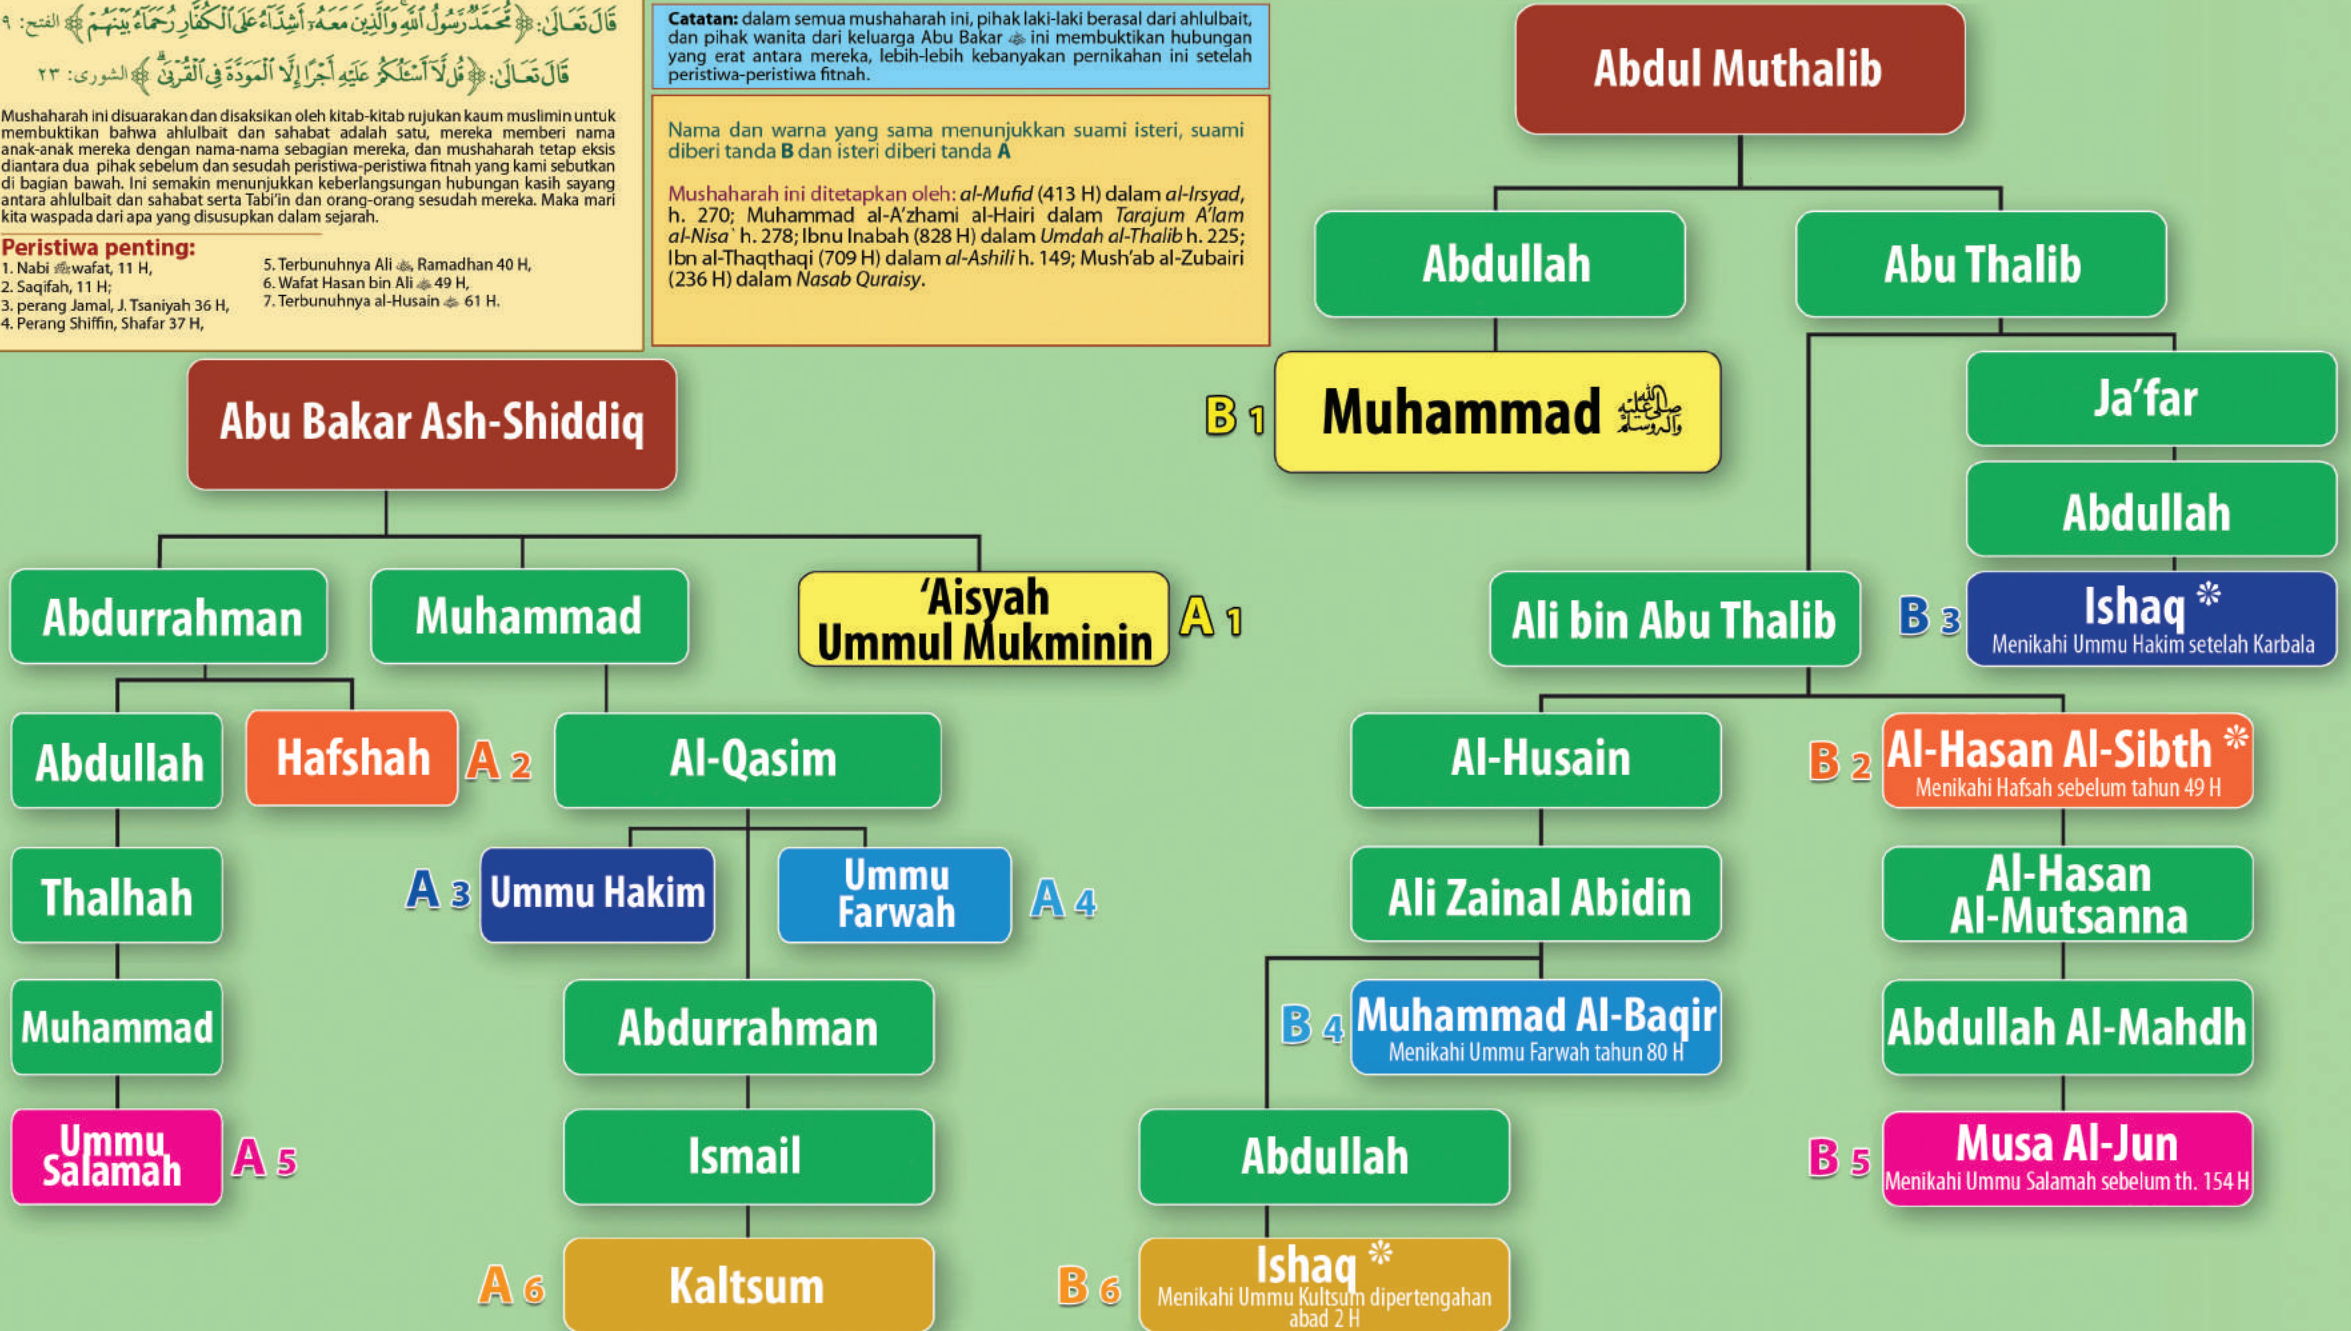 قَالَ تَعَالَىٰ: ﴿ مُّحَمَّدٌ رَّسُولُ ٱللَّهِ وَٱلَّذِينَ مَعَهُۥٓ أَشِدَّآءُ عَلَى ٱلْكُفَّارِ رُحَمَآءُ بَيْنَهُمْ ﴾ الفتح: ٩
قَالَ تَعَالَىٰ: ﴿ قُل لَّآ أَسْـَٔلُكُمْ عَلَيْهِ أَجْرًا إِلَّا ٱلْمَوَدَّةَ فِى ٱلْقُرْبَىٰ ﴾ الشورى: ٢٣
Mushaharah ini disuarakan dan disaksikan oleh kitab-kitab rujukan kaum muslimin untuk
membuktikan bahwa ahlulbait dan sahabat adalah satu, mereka memberi nama
anak-anak mereka dengan nama-nama sebagian mereka, dan mushaharah tetap eksis
diantara dua pihak sebelum dan sesudah peristiwa-peristiwa fitnah yang kami sebutkan
di bagian bawah. Ini semakin menunjukkan keberlangsungan hubungan kasih sayang
antara ahlulbait dan sahabat serta Tabi'in dan orang-orang sesudah mereka. Maka mari
kita waspada dari apa yang disusupkan dalam sejarah.
Peristiwa penting:
1. Nabi ﷺ wafat, 11 H,
2. Saqifah, 11 H;
3. perang Jamal, J. Tsaniyah 36 H,
4. Perang Shiffin, Shafar 37 H,
5. Terbunuhnya Ali, Ramadhan 40 H,
6. Wafat Hasan bin Ali 49 H,
7. Terbunuhnya al-Husain 61 H.
Catatan: dalam semua mushaharah ini, pihak laki-laki berasal dari ahlulbait,
dan pihak wanita dari keluarga Abu Bakar ini membuktikan hubungan
yang erat antara mereka, lebih-lebih kebanyakan pernikahan ini setelah
peristiwa-peristiwa fitnah.
Nama dan warna yang sama menunjukkan suami isteri, suami
diberi tanda B dan isteri diberi tanda A
Mushaharah ini ditetapkan oleh: al-Mufid (413 H) dalam al-Irsyad,
h. 270; Muhammad al-A'zhami al-Hairi dalam Tarajum A'lam
al-Nisa` h. 278; Ibnu Inabah (828 H) dalam Umdah al-Thalib h. 225;
Ibn al-Thaqthaqi (709 H) dalam al-Ashili h. 149; Mush'ab al-Zubairi
(236 H) dalam Nasab Quraisy.
Abdul Muthalib
Abdullah
Abu Thalib
B 1
Muhammad ﷺ
Ja'far
Abdullah
B 3
Ishaq *
Menikahi Ummu Hakim setelah Karbala
Ali bin Abu Thalib
Al-Husain
B 2
Al-Hasan Al-Sibth *
Menikahi Hafsah sebelum tahun 49 H
Ali Zainal Abidin
Al-Hasan
Al-Mutsanna
B 4
Muhammad Al-Baqir
Menikahi Ummu Farwah tahun 80 H
Abdullah Al-Mahdh
Abdullah
B 5
Musa Al-Jun
Menikahi Ummu Salamah sebelum th. 154 H
B 6
Ishaq *
Menikahi Ummu Kultsum dipertengahan
abad 2 H
Abu Bakar Ash-Shiddiq
Abdurrahman
Muhammad
'Aisyah
Ummul Mukminin
A 1
Abdullah
Hafshah
A 2
Al-Qasim
Thalhah
A 3
Ummu Hakim
Ummu
Farwah
A 4
Muhammad
Abdurrahman
Ummu
Salamah
A 5
Ismail
A 6
Kaltsum